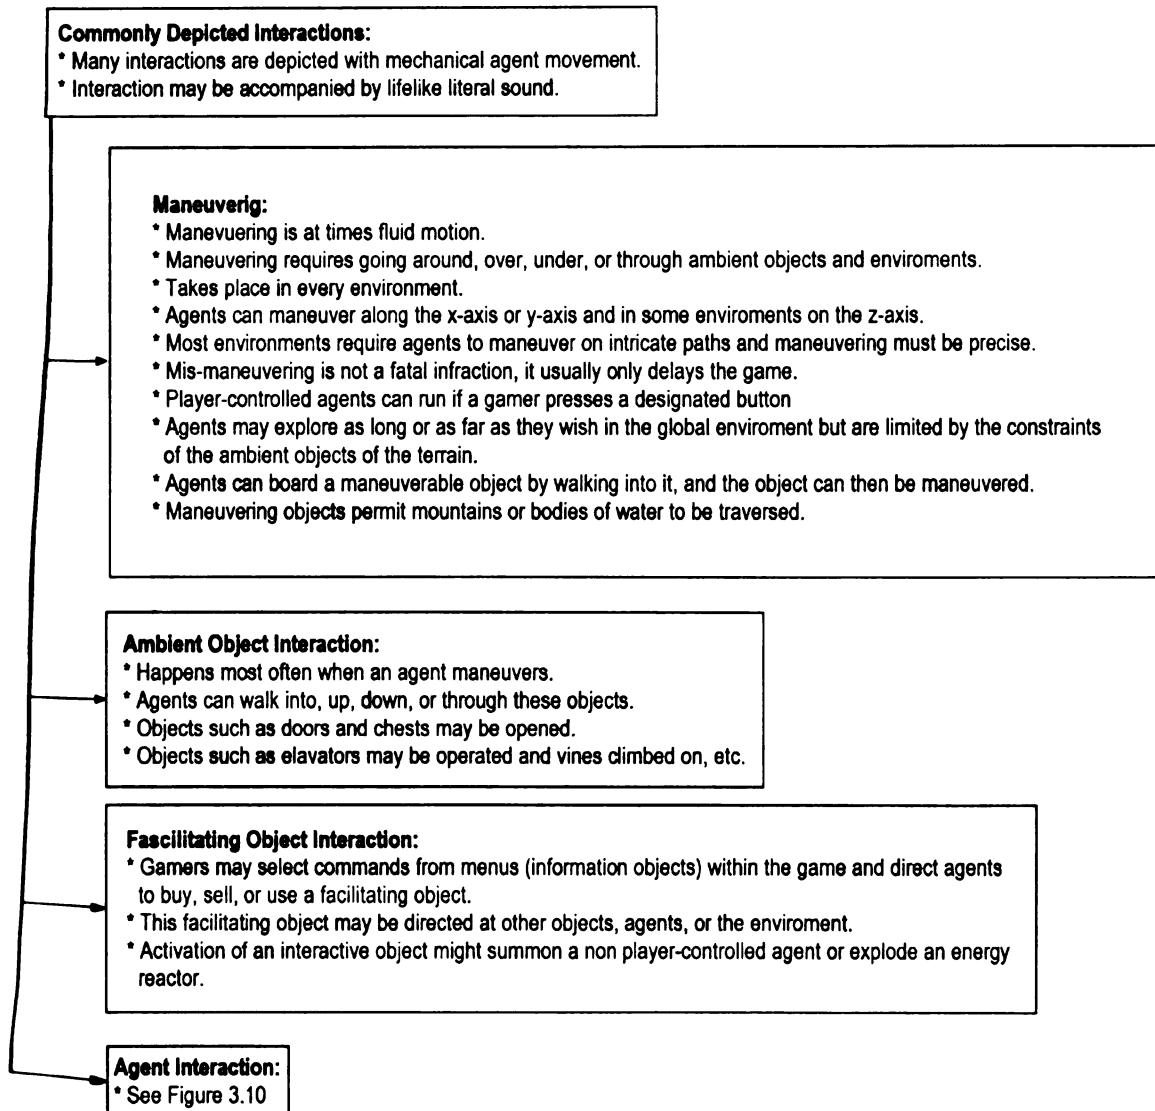 Commonly Depicted Interactions:
* Many interactions are depicted with mechanical agent movement.
* Interaction may be accompanied by lifelike literal sound.
Maneuverig:
* Manevuering is at times fluid motion.
* Maneuvering requires going around, over, under, or through ambient objects and enviroments.
* Takes place in every environment.
* Agents can maneuver along the x-axis or y-axis and in some enviroments on the z-axis.
* Most environments require agents to maneuver on intricate paths and maneuvering must be precise.
* Mis-maneuvering is not a fatal infraction, it usually only delays the game.
* Player-controlled agents can run if a gamer presses a designated button
* Agents may explore as long or as far as they wish in the global enviroment but are limited by the constraints
of the ambient objects of the terrain.
* Agents can board a maneuverable object by walking into it, and the object can then be maneuvered.
* Maneuvering objects permit mountains or bodies of water to be traversed.
Ambient Object Interaction:
* Happens most often when an agent maneuvers.
* Agents can walk into, up, down, or through these objects.
* Objects such as doors and chests may be opened.
* Objects such as elavators may be operated and vines climbed on, etc.
Fascilitating Object Interaction:
* Gamers may select commands from menus (information objects) within the game and direct agents
to buy, sell, or use a facilitating object.
* This facilitating object may be directed at other objects, agents, or the enviroment.
* Activation of an interactive object might summon a non player-controlled agent or explode an energy
reactor.
Agent Interaction:
* See Figure 3.10